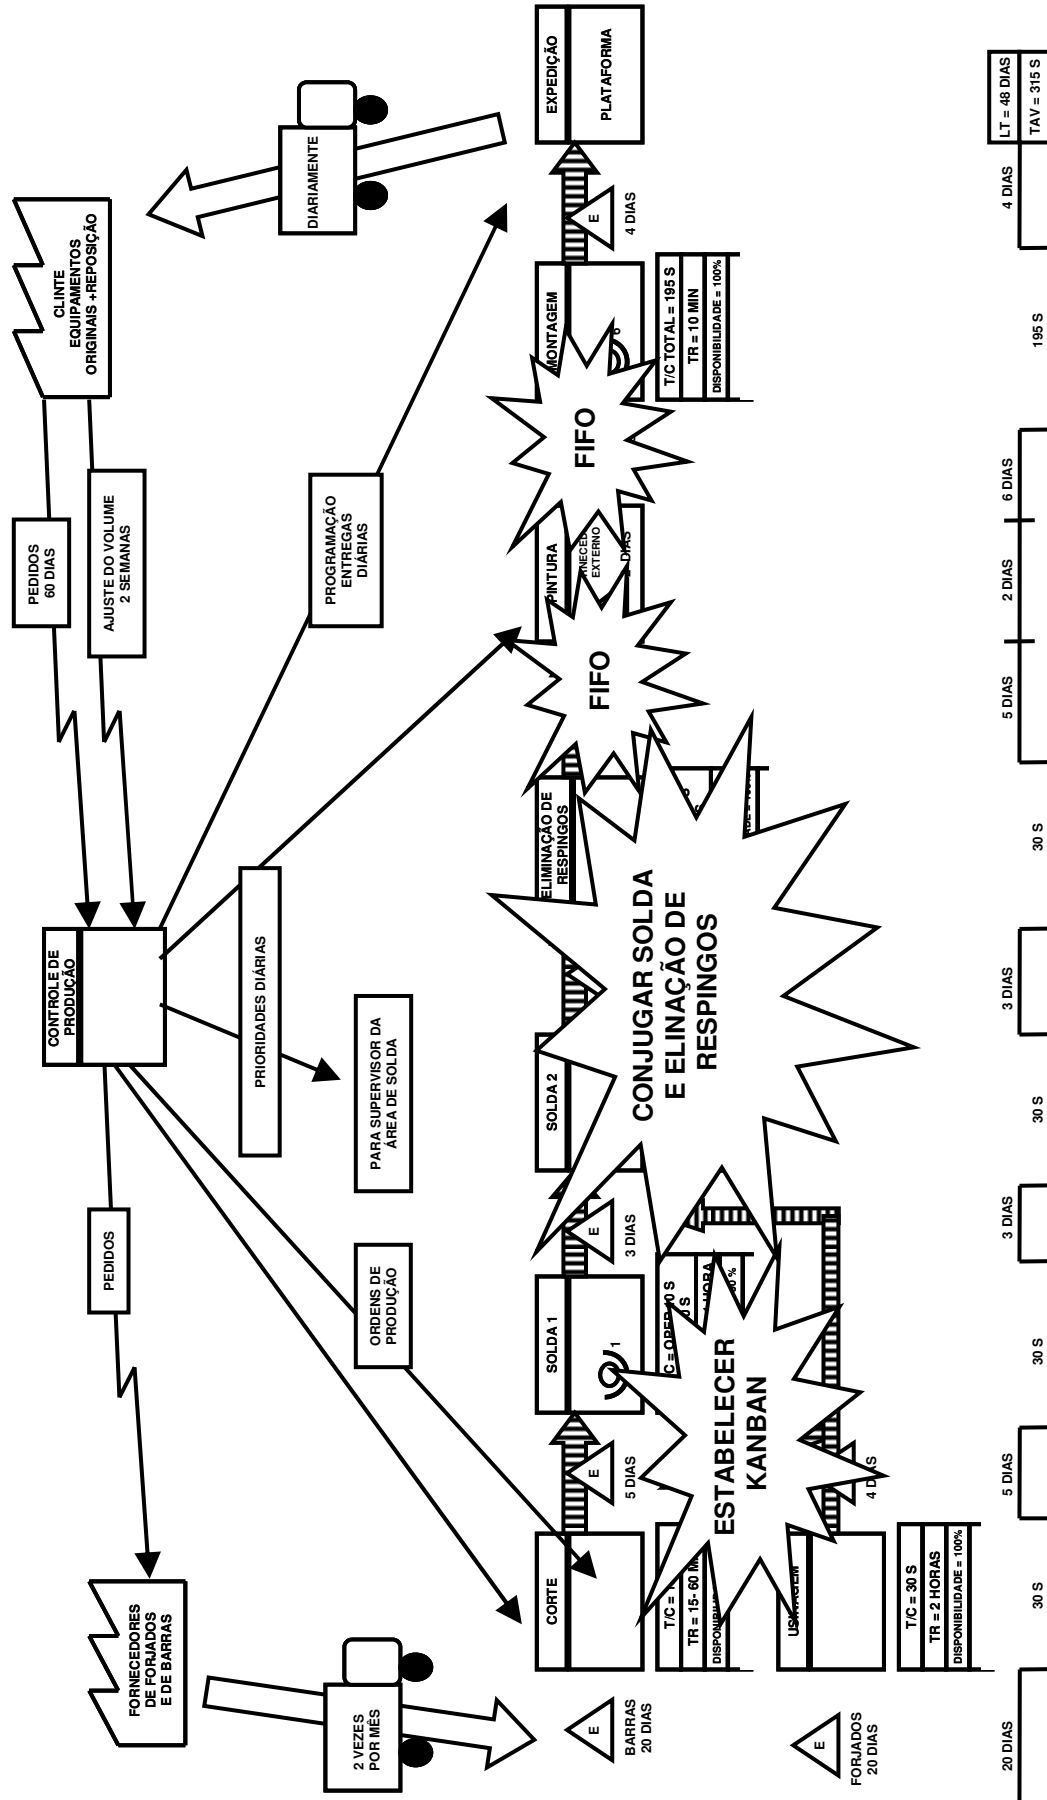 FORNECEDORES
DE FORJADOS
E DE BARRAS
PEDIDOS
CONTROLE DE
PRODUÇÃO
PEDIDOS
60 DIAS
AJUSTE DO VOLUME
2 SEMANAS
CLINTE
EQUIPAMENTOS
ORIGINAIS +REPOSIÇÃO
2 VEZES
POR MÊS
ORDENS DE
PRODUÇÃO
PRIORIDADES DIÁRIAS
PARA SUPERVISOR DA
ÁREA DE SOLDA
PROGRAMAÇÃO
ENTREGAS
DIÁRIAS
DIARIAMENTE
E
BARRAS
20 DIAS
CORTE
E
5 DIAS
SOLDA 1
1
E
3 DIAS
SOLDA 2
ELIMINAÇÃO DE
RESPINGOS
FIFO
PINTURA
EXTERNO
DIAS
FIFO
MONTAGEM
6
E
4 DIAS
EXPEDIÇÃO
PLATAFORMA
T/C =
TR = 15- 60 M
ESTABELECER
KANBAN
C = OPER
HORA
CONJUGAR SOLDA
E ELINAÇÃO DE
RESPINGOS
T/C TOTAL = 195 S
TR = 10 MIN
DISPONIBILIDADE = 100%
E
FORJADOS
20 DIAS
4 DIAS
T/C = 30 S
TR = 2 HORAS
DISPONIBILIDADE = 100%
20 DIAS
30 S
5 DIAS
30 S
3 DIAS
30 S
3 DIAS
30 S
5 DIAS
2 DIAS
6 DIAS
195 S
4 DIAS
LT = 48 DIAS
TAV = 315 S